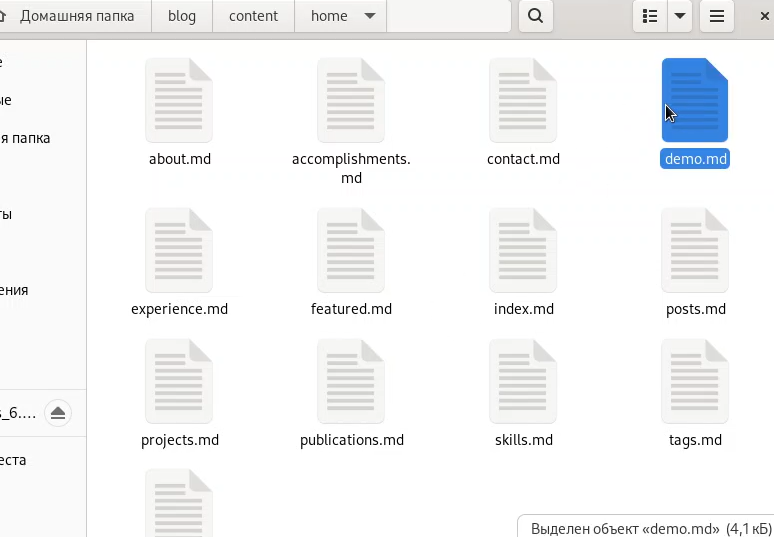 Домашняя папка blog content home
е
ые
я папка
ты
ения
s_6....
еста
about.md accomplishments. contact.md demo.md
md
experience.md featured.md index.md posts.md
projects.md publications.md skills.md tags.md
Выделен объект «demo.md» (4,1 кБ)